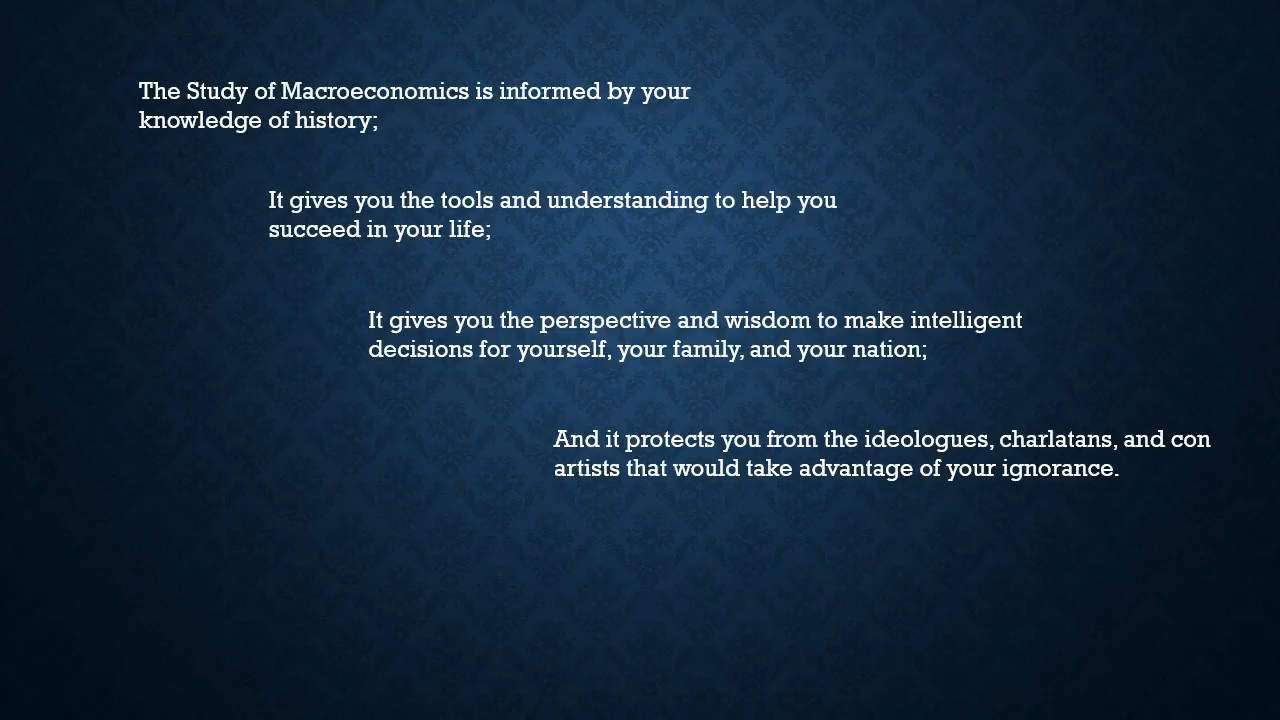 The Study of Macroeconomics is informed by your
knowledge of history;
It gives you the tools and understanding to help you
succeed in your life;
It gives you the perspective and wisdom to make intelligent
decisions for yourself, your family, and your nation;
And it protects you from the ideologues, charlatans, and con
artists that would take advantage of your ignorance.